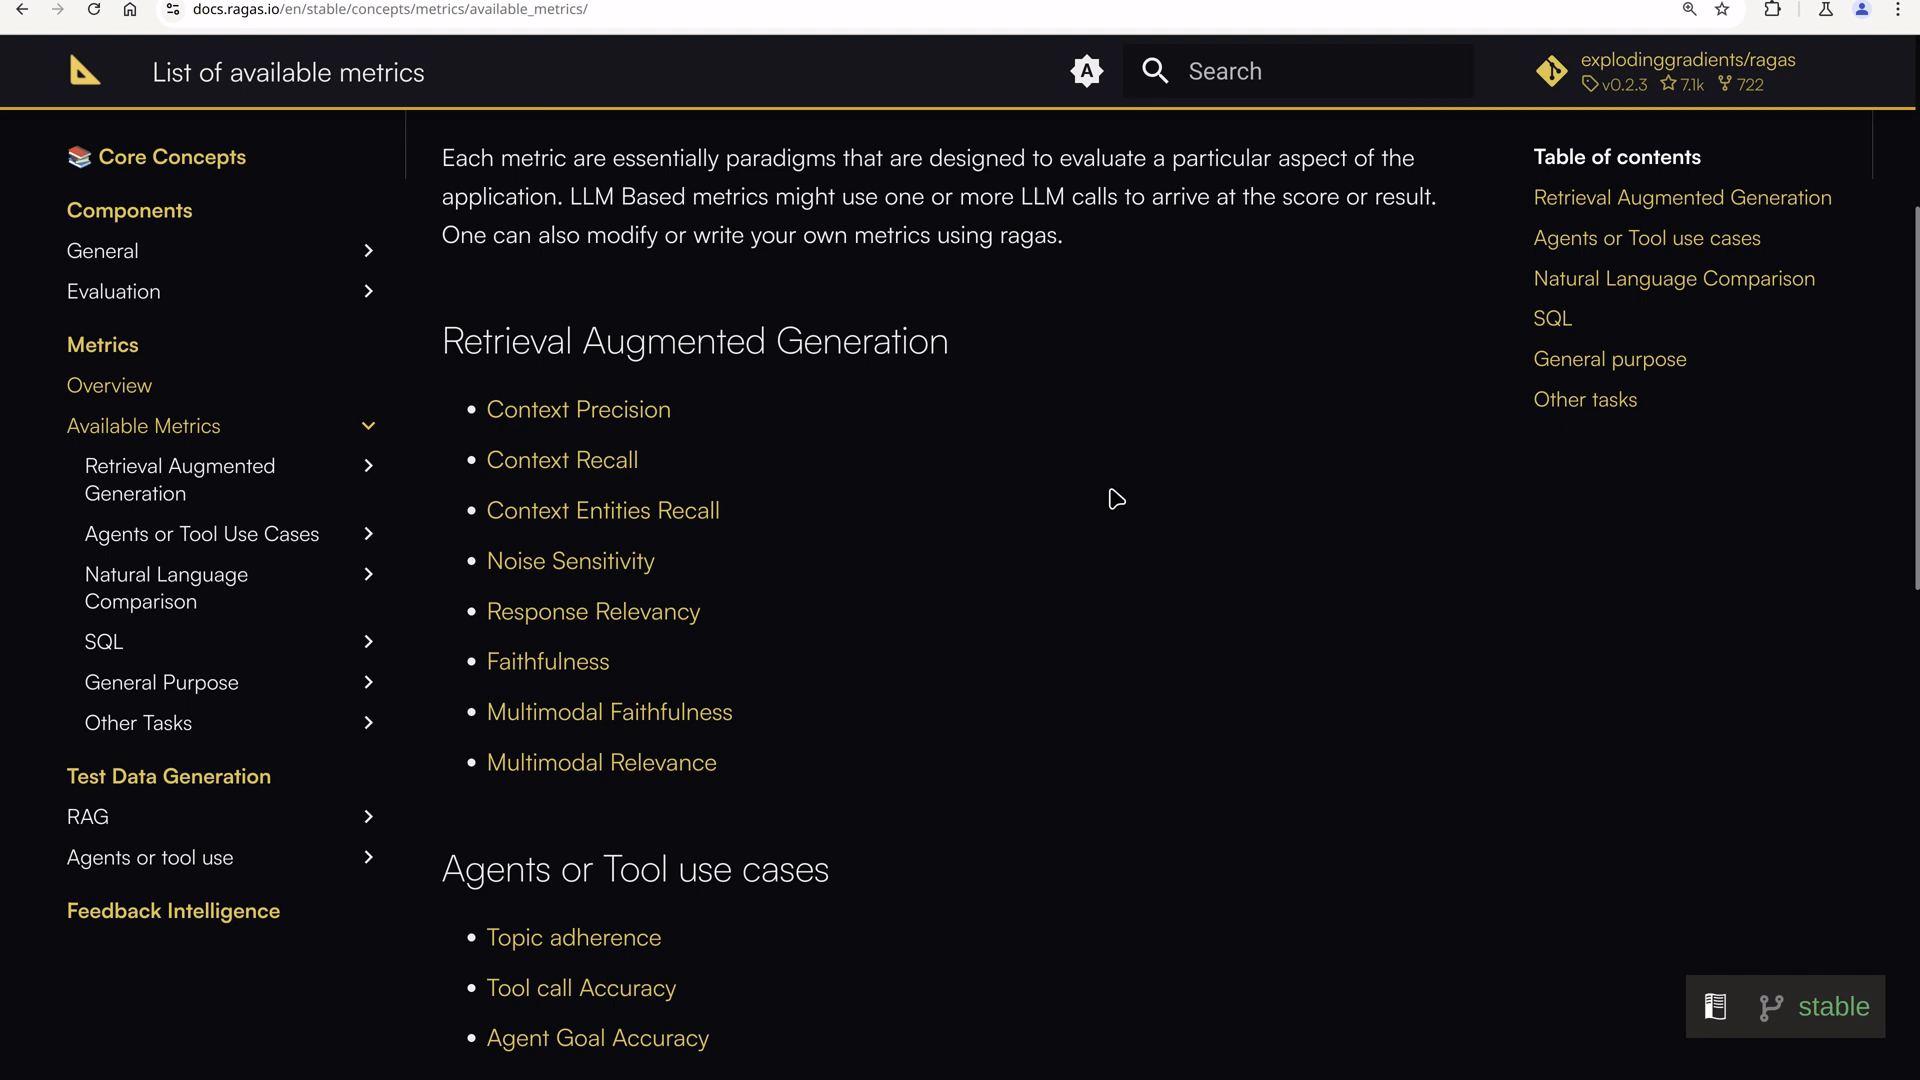 docs.ragas.io/en/stable/concepts/metrics/available_metrics/
List of available metrics
A
Search
explodinggradients/ragas
v0.2.3 7.1k 722
📚 Core Concepts
Components
General
Evaluation
Metrics
Overview
Available Metrics
Retrieval Augmented
Generation
Agents or Tool Use Cases
Natural Language
Comparison
SQL
General Purpose
Other Tasks
Test Data Generation
RAG
Agents or tool use
Feedback Intelligence
Each metric are essentially paradigms that are designed to evaluate a particular aspect of the
application. LLM Based metrics might use one or more LLM calls to arrive at the score or result.
One can also modify or write your own metrics using ragas.
Retrieval Augmented Generation
• Context Precision
• Context Recall
• Context Entities Recall
• Noise Sensitivity
• Response Relevancy
• Faithfulness
• Multimodal Faithfulness
• Multimodal Relevance
Agents or Tool use cases
• Topic adherence
• Tool call Accuracy
• Agent Goal Accuracy
Table of contents
Retrieval Augmented Generation
Agents or Tool use cases
Natural Language Comparison
SQL
General purpose
Other tasks
stable